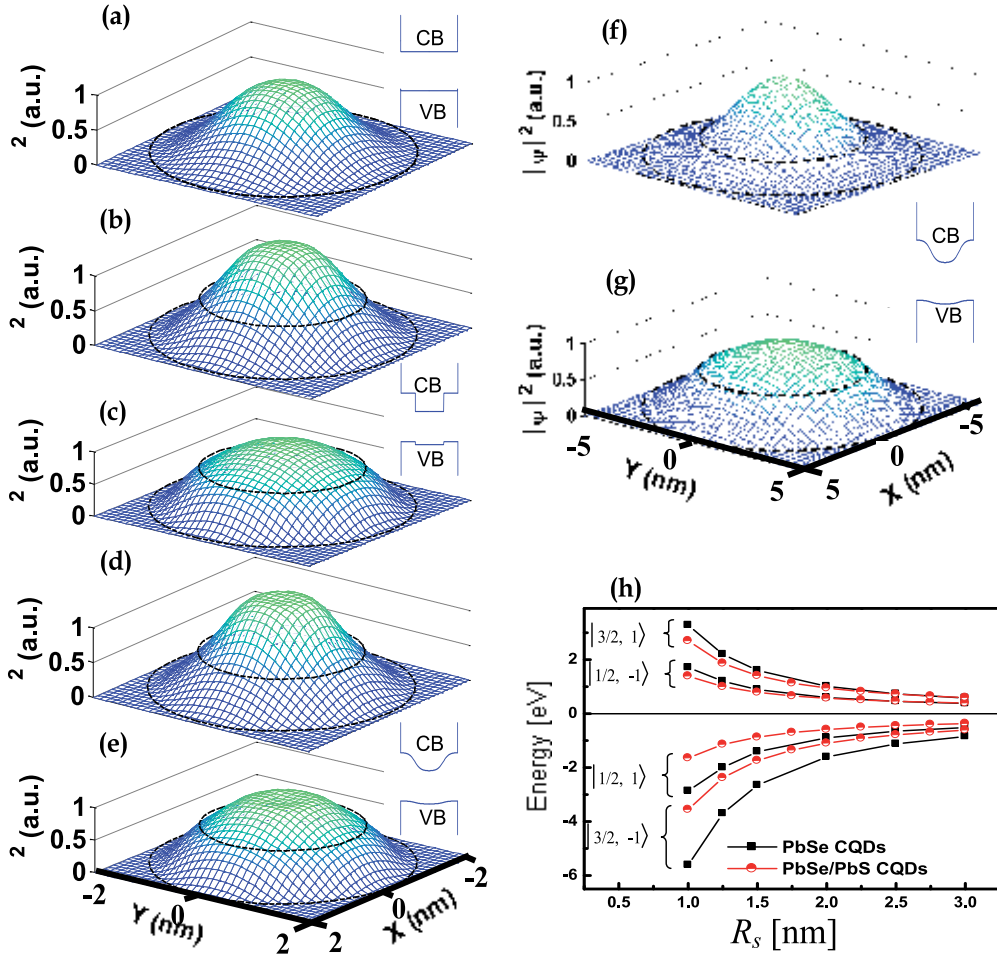 (a)
CB
VB
2 (a.u.)
1
0.5
0
(b)
2 (a.u.)
1
0.5
0
(c)
CB
VB
2 (a.u.)
1
0.5
0
(d)
2 (a.u.)
1
0.5
0
(e)
CB
VB
2 (a.u.)
1
0.5
0
-2
0
2
Y (nm)
2
0
-2
X (nm)
(f)
|ψ|² (a.u.)
1
0.5
0
CB
VB
(g)
|ψ|² (a.u.)
1
0.5
0
-5
0
5
Y (nm)
5
0
-5
X (nm)
(h)
Energy [eV]
2
0
-2
-4
-6
|3/2, 1⟩
|1/2, -1⟩
|1/2, 1⟩
|3/2, -1⟩
PbSe CQDs
PbSe/PbS CQDs
0.5 1.0 1.5 2.0 2.5 3.0
Rs [nm]